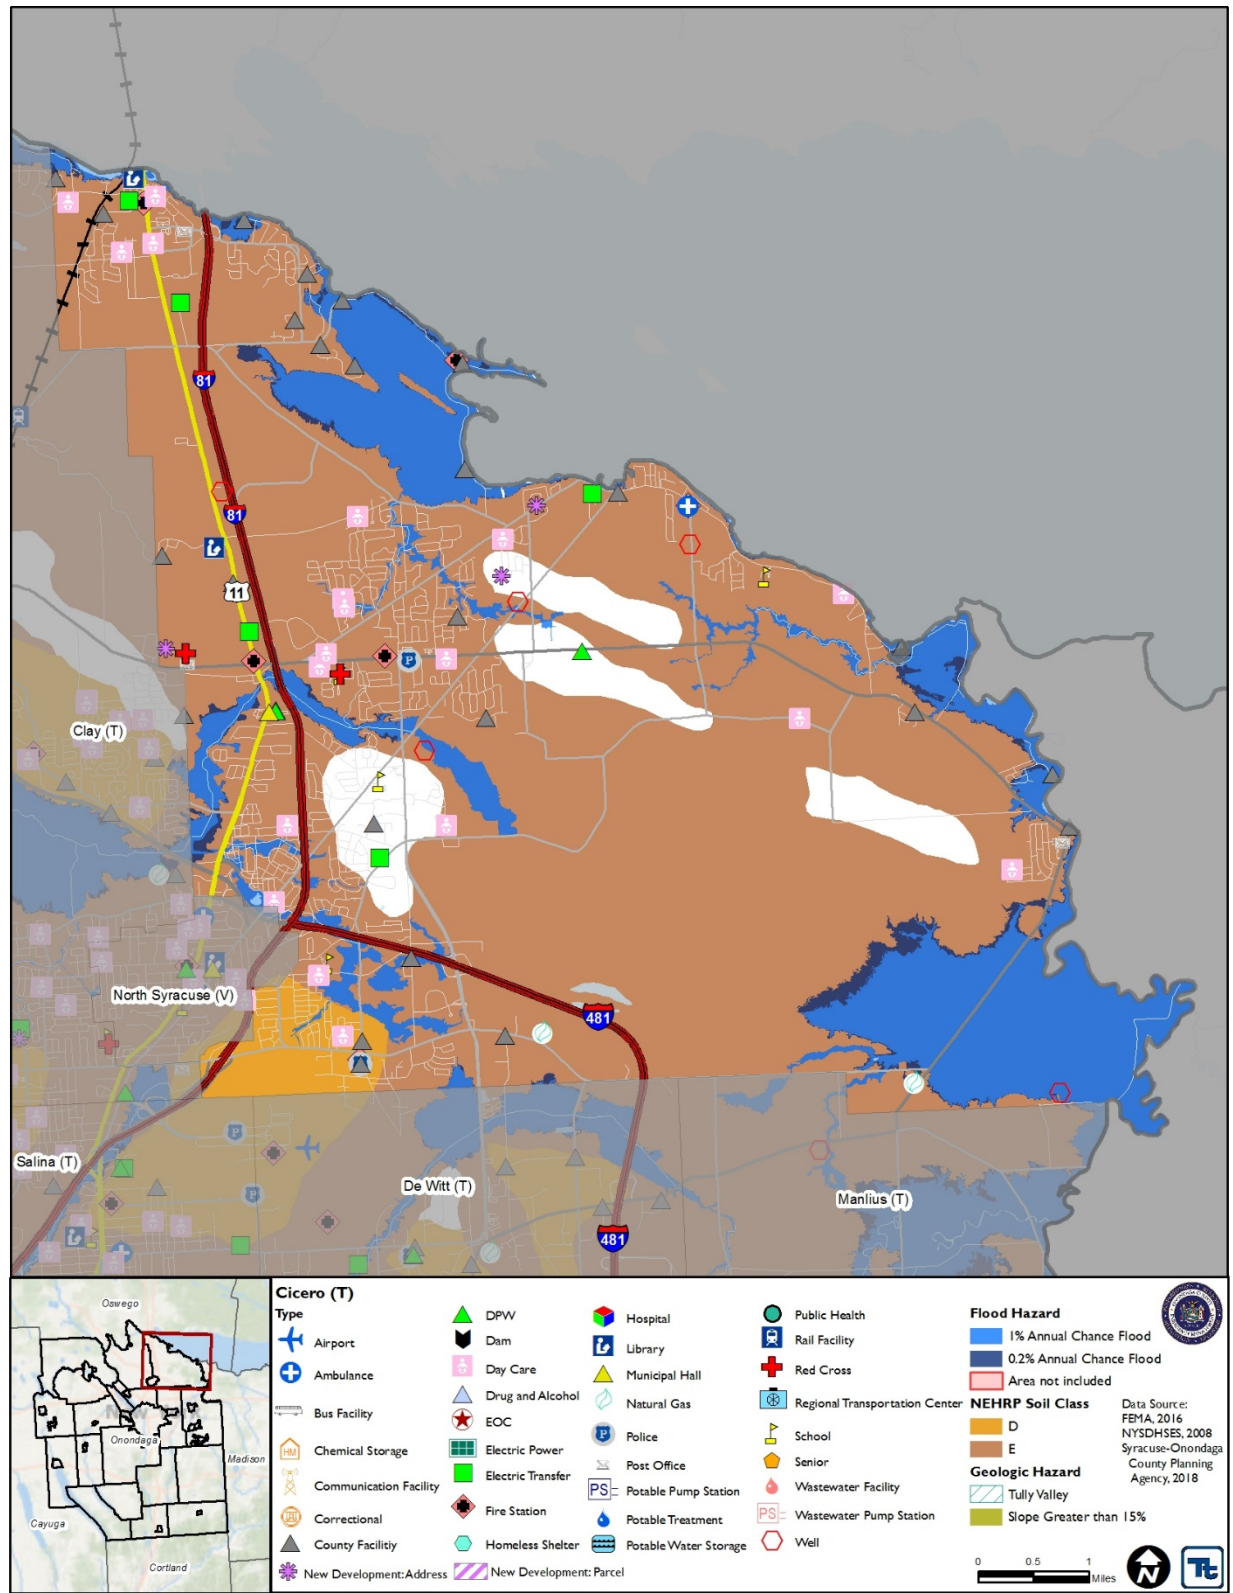 81
81
11
P
Clay (T)
North Syracuse (V)
481
P
P
Salina (T)
De Witt (T)
Manlius (T)
P
P
481
Oswego
Onondaga
Madison
Cayuga
Cortland
Cicero (T)
Type
Airport
Ambulance
Bus Facility
HM Chemical Storage
Communication Facility
Correctional
County Facilitiy
New Development: Address
DPW
Dam
Day Care
Drug and Alcohol
EOC
Electric Power
Electric Transfer
Fire Station
Homeless Shelter
New Development: Parcel
Hospital
Library
Municipal Hall
Natural Gas
P Police
Post Office
PS Potable Pump Station
Potable Treatment
Potable Water Storage
Public Health
Rail Facility
Red Cross
Regional Transportation Center
School
Senior
Wastewater Facility
PS Wastewater Pump Station
Well
Flood Hazard
1% Annual Chance Flood
0.2% Annual Chance Flood
Area not included
NEHRP Soil Class
D
E
Geologic Hazard
Tully Valley
Slope Greater than 15%
Data Source:
FEMA, 2016
NYSDHSES, 2008
Syracuse-Onondaga
County Planning
Agency, 2018
0 0.5 1
Miles
N
Tt